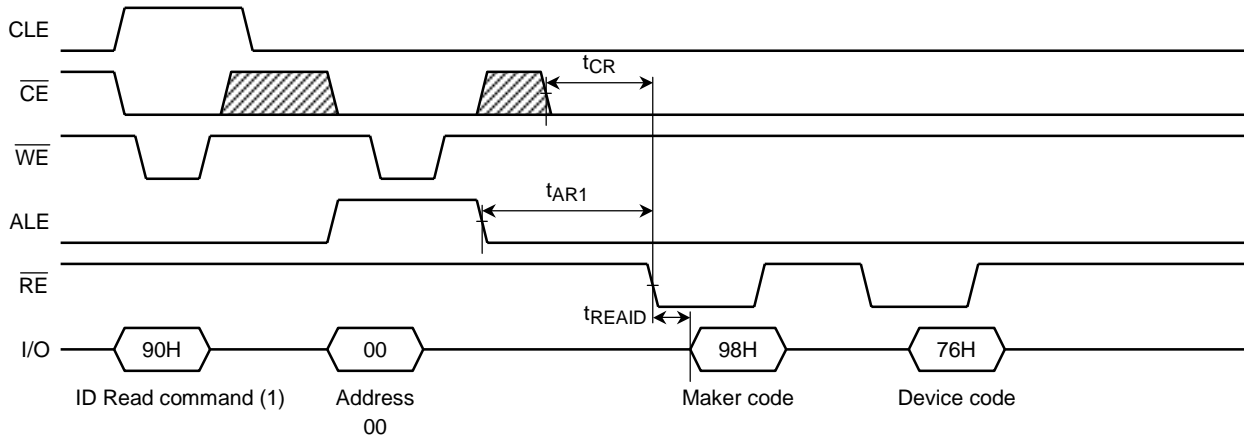 CLE
CE
tCR
WE
tAR1
ALE
RE
tREAID
I/O 90H 00 98H 76H
ID Read command (1) Address Maker code Device code
00